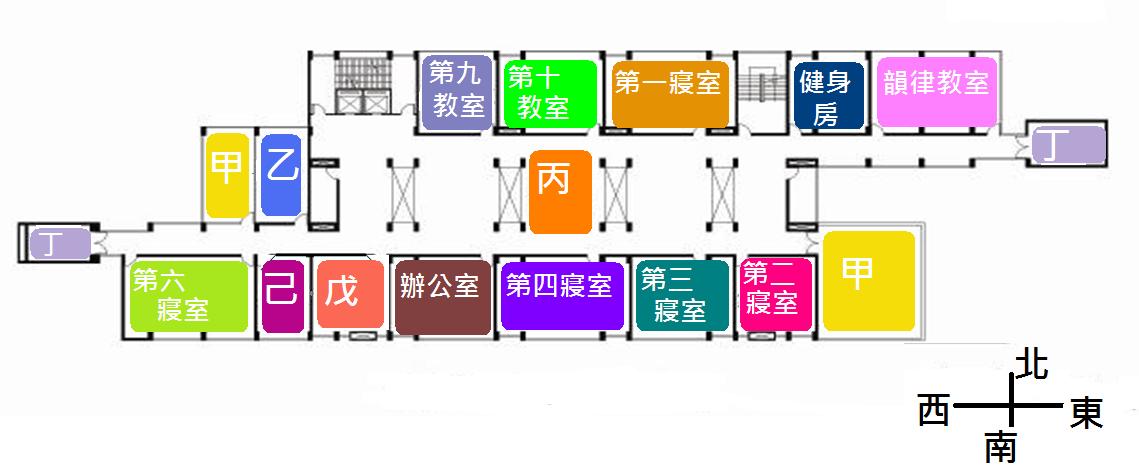 第九
教室
第十
教室
第一寢室
健身
房
韻律教室
丁
甲
乙
丙
丁
第六
寢室
己
戊
辦公室
第四寢室
第三
寢室
第二
寢室
甲
北
西
東
南